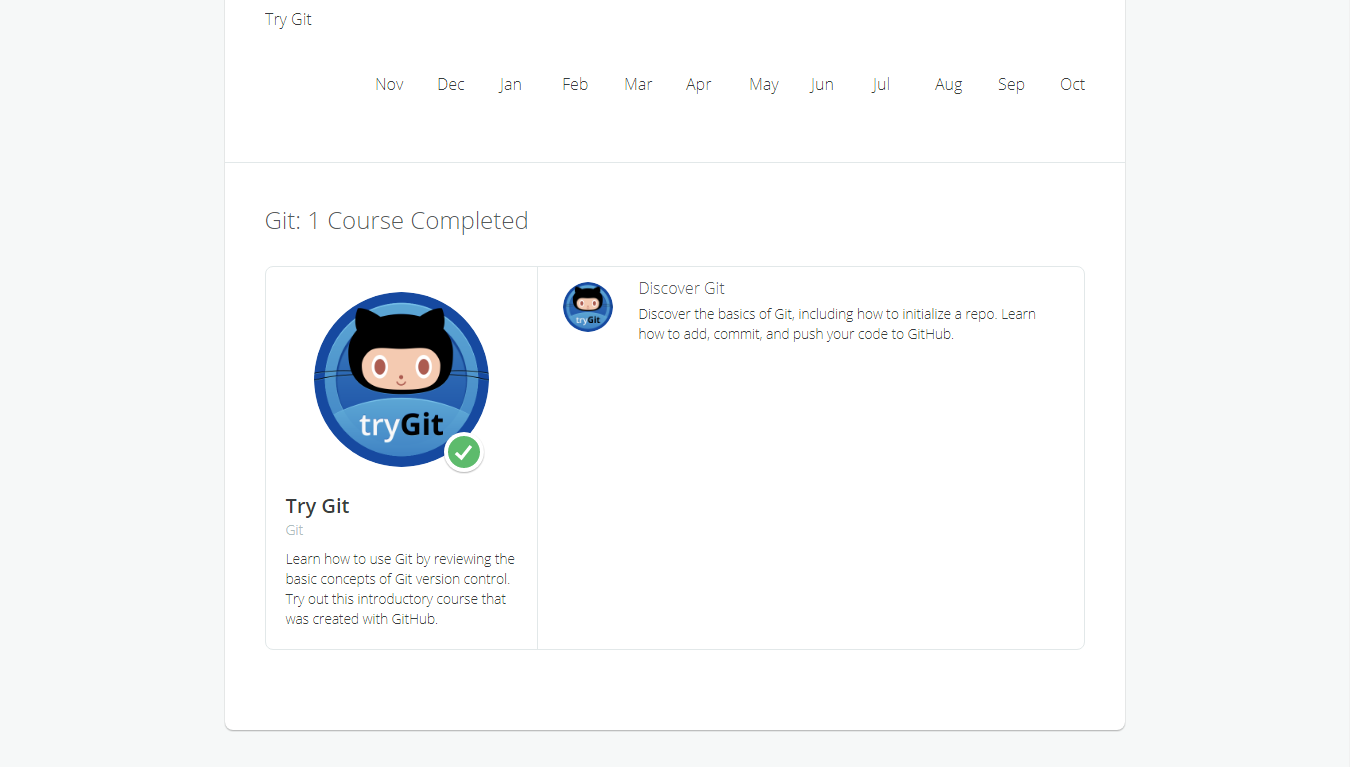 Try Git
Nov Dec Jan Feb Mar Apr May Jun Jul Aug Sep Oct
Git: 1 Course Completed
tryGit
Try Git
Git
Learn how to use Git by reviewing the
basic concepts of Git version control.
Try out this introductory course that
was created with GitHub.
tryGit
Discover Git
Discover the basics of Git, including how to initialize a repo. Learn
how to add, commit, and push your code to GitHub.